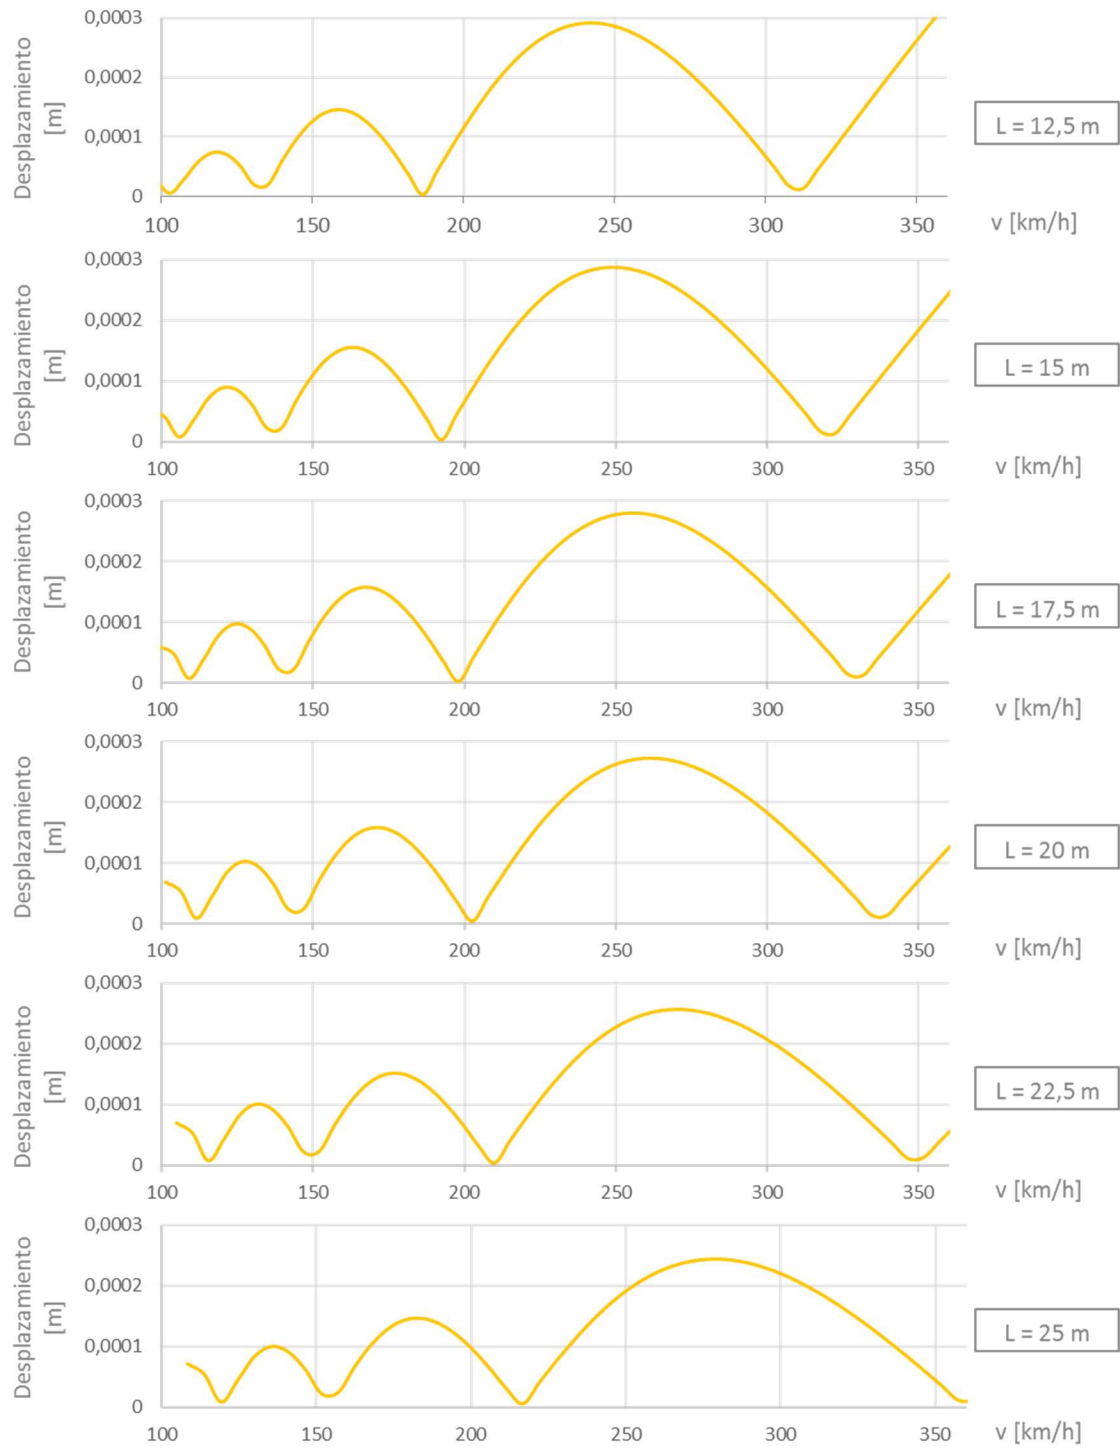 Desplazamiento
[m]
0,0003
0,0002
0,0001
0
100 150 200 250 300 350
v [km/h]
L = 12,5 m
Desplazamiento
[m]
0,0003
0,0002
0,0001
0
100 150 200 250 300 350
v [km/h]
L = 15 m
Desplazamiento
[m]
0,0003
0,0002
0,0001
0
100 150 200 250 300 350
v [km/h]
L = 17,5 m
Desplazamiento
[m]
0,0003
0,0002
0,0001
0
100 150 200 250 300 350
v [km/h]
L = 20 m
Desplazamiento
[m]
0,0003
0,0002
0,0001
0
100 150 200 250 300 350
v [km/h]
L = 22,5 m
Desplazamiento
[m]
0,0003
0,0002
0,0001
0
100 150 200 250 300 350
v [km/h]
L = 25 m